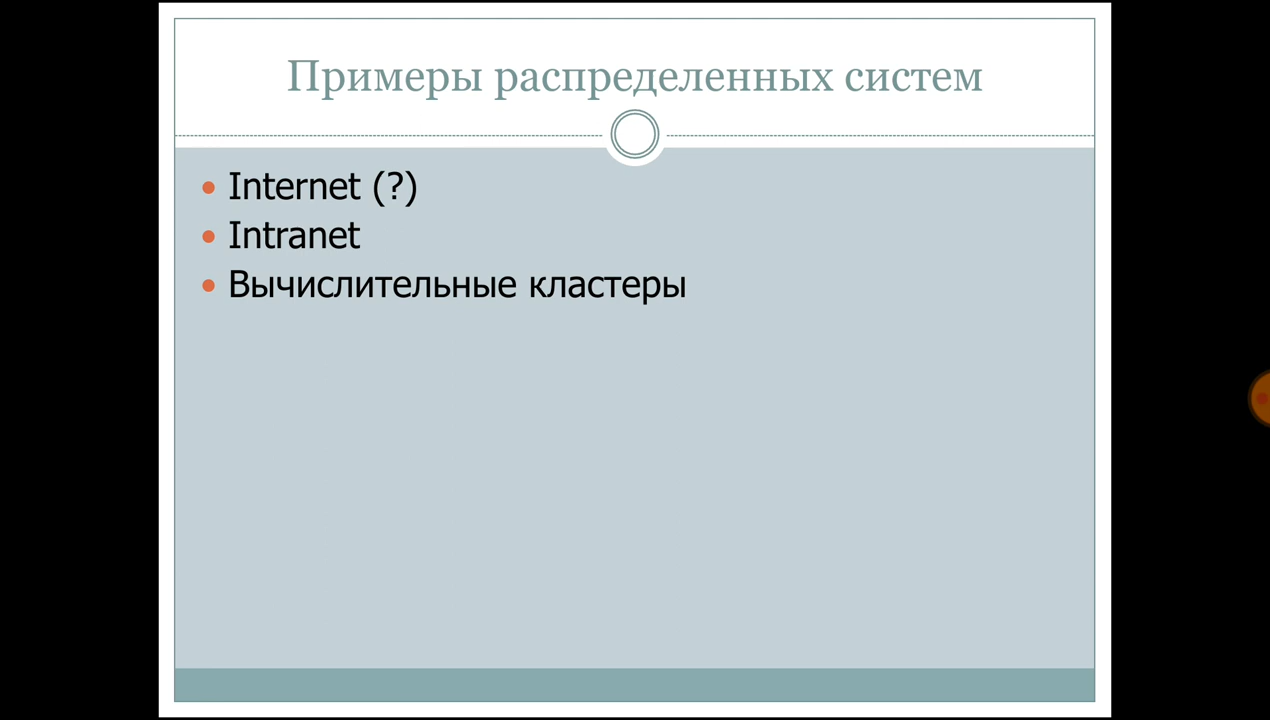 Примеры распределенных систем
Internet (?)
Intranet
Вычислительные кластеры